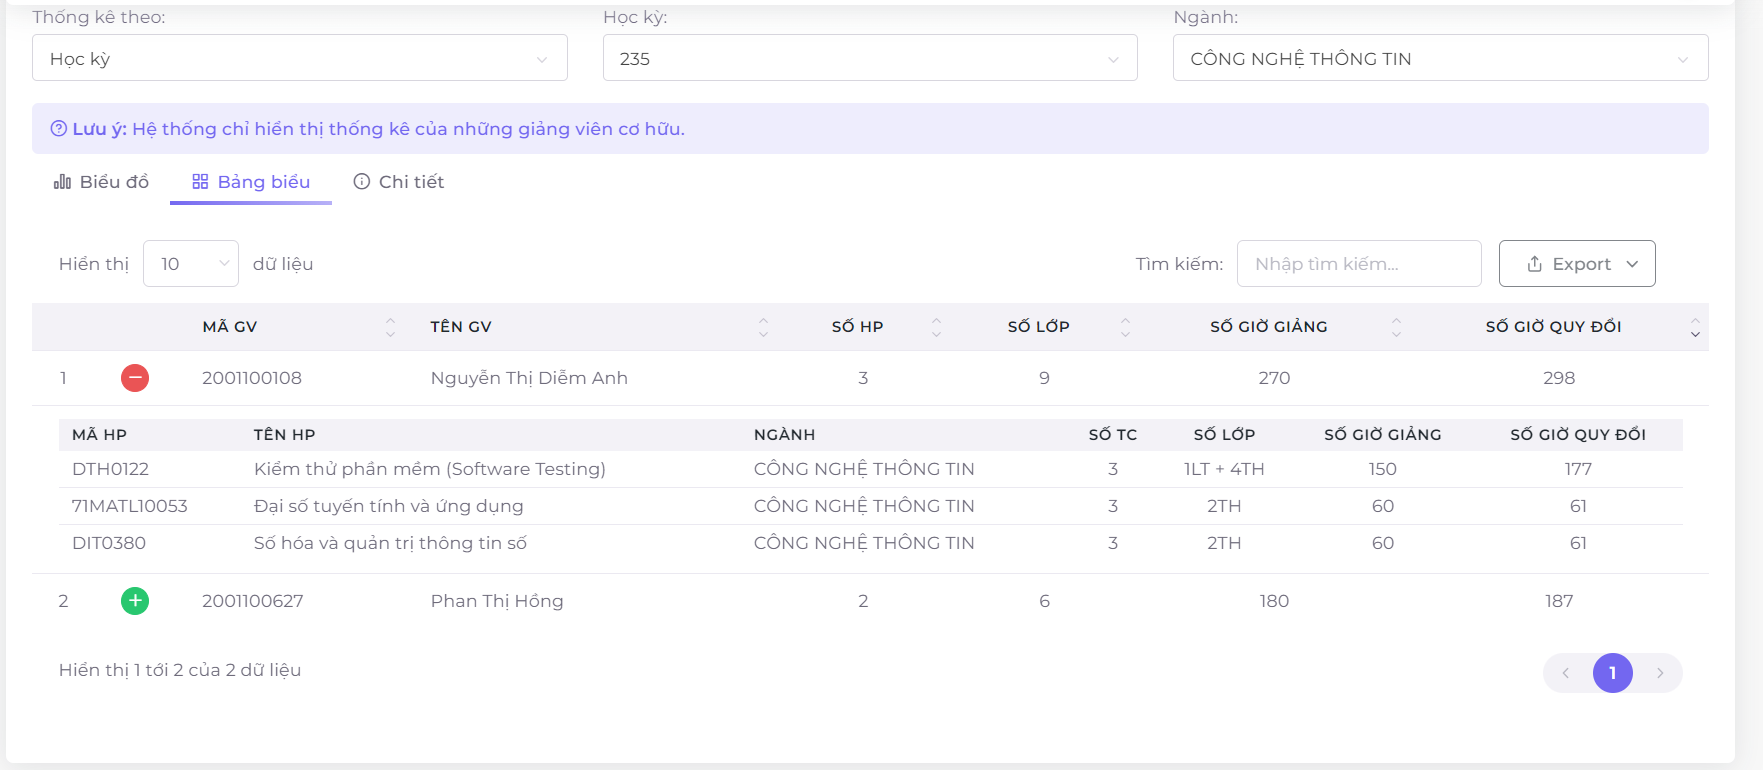 Thống kê theo: Học kỳ: Ngành:
Học kỳ 235 CÔNG NGHỆ THÔNG TIN
Lưu ý: Hệ thống chỉ hiển thị thống kê của những giảng viên cơ hữu.
Biểu đồ Bảng biểu Chi tiết
Hiển thị 10 dữ liệu Tìm kiếm: Nhập tìm kiếm... Export
MÃ GV TÊN GV SỐ HP SỐ LỚP SỐ GIỜ GIẢNG SỐ GIỜ QUY ĐỔI
1 2001100108 Nguyễn Thị Diễm Anh 3 9 270 298
MÃ HP TÊN HP NGÀNH SỐ TC SỐ LỚP SỐ GIỜ GIẢNG SỐ GIỜ QUY ĐỔI
DTH0122 Kiểm thử phần mềm (Software Testing) CÔNG NGHỆ THÔNG TIN 3 1LT + 4TH 150 177
71MATL10053 Đại số tuyến tính và ứng dụng CÔNG NGHỆ THÔNG TIN 3 2TH 60 61
DIT0380 Số hóa và quản trị thông tin số CÔNG NGHỆ THÔNG TIN 3 2TH 60 61
2 2001100627 Phan Thị Hồng 2 6 180 187
Hiển thị 1 tới 2 của 2 dữ liệu 1